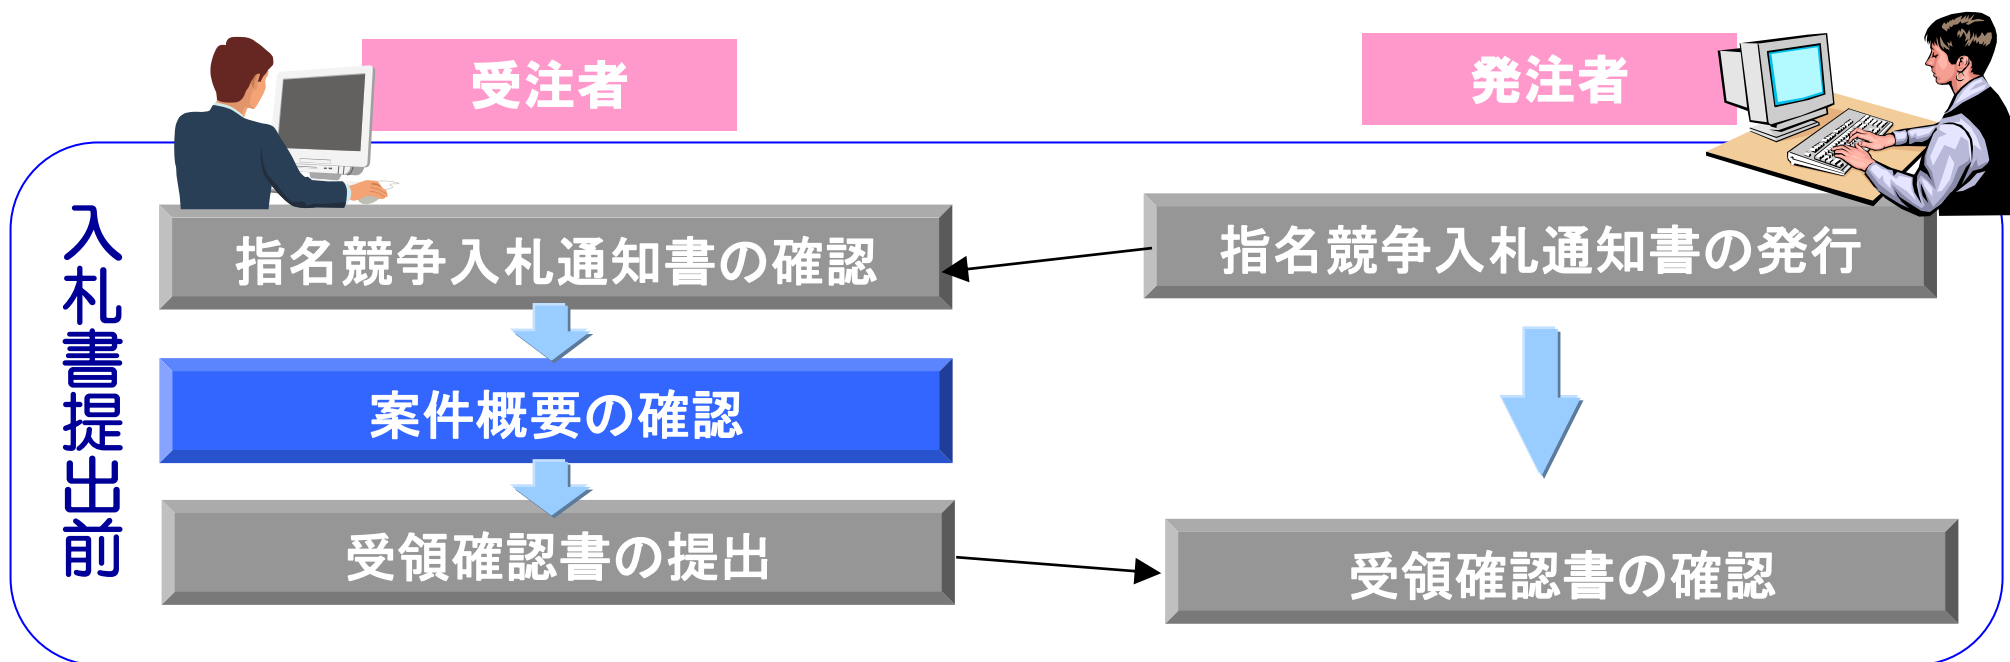 受注者
発注者
入札書提出前
指名競争入札通知書の確認
指名競争入札通知書の発行
案件概要の確認
受領確認書の提出
受領確認書の確認